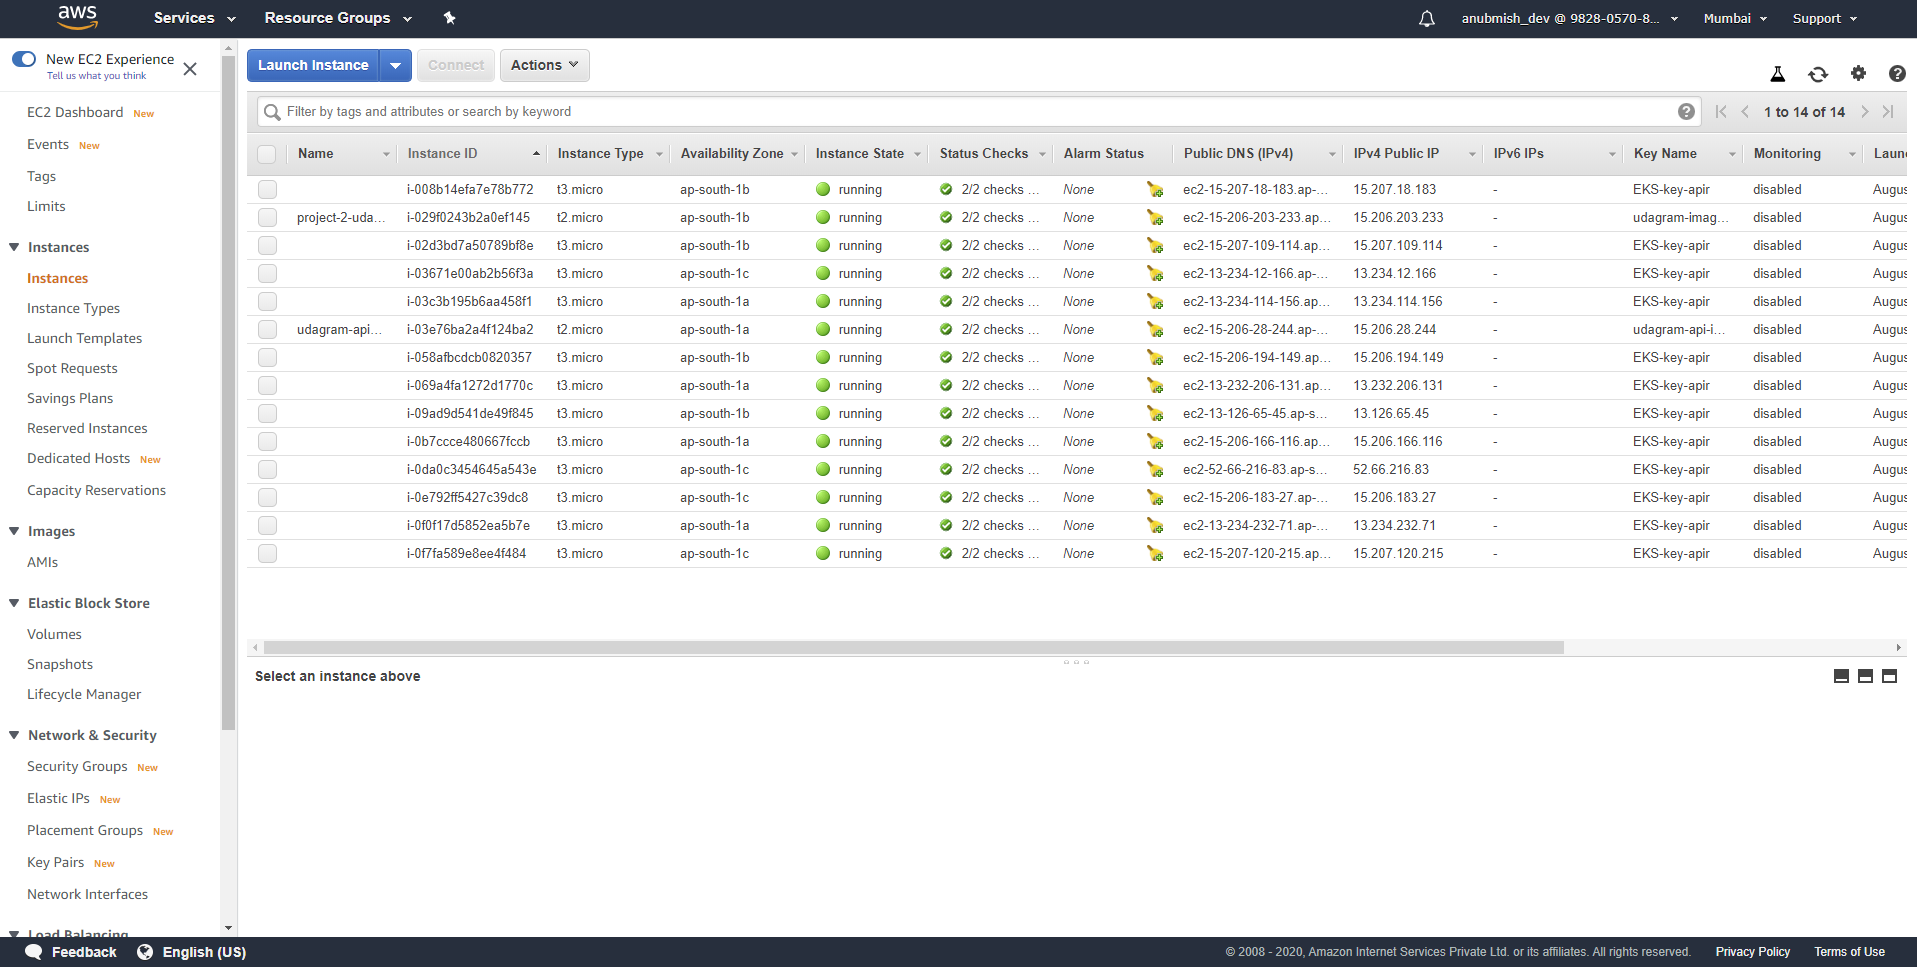 aws Services Resource Groups anubmish_dev @ 9828-0570-8... Mumbai Support
New EC2 Experience
Tell us what you think
EC2 Dashboard New
Events New
Tags
Limits
Instances
Instances
Instance Types
Launch Templates
Spot Requests
Savings Plans
Reserved Instances
Dedicated Hosts New
Capacity Reservations
Images
AMIs
Elastic Block Store
Volumes
Snapshots
Lifecycle Manager
Network & Security
Security Groups New
Elastic IPs New
Placement Groups New
Key Pairs New
Network Interfaces
Load Balancing
Launch Instance Connect Actions
Filter by tags and attributes or search by keyword 1 to 14 of 14
Name Instance ID Instance Type Availability Zone Instance State Status Checks Alarm Status Public DNS (IPv4) IPv4 Public IP IPv6 IPs Key Name Monitoring Laun
i-008b14efa7e78b772 t3.micro ap-south-1b running 2/2 checks ... None ec2-15-207-18-183.ap-... 15.207.18.183 - EKS-key-apir disabled Augus
project-2-uda... i-029f0243b2a0ef145 t2.micro ap-south-1b running 2/2 checks ... None ec2-15-206-203-233.ap... 15.206.203.233 - udagram-imag... disabled Augus
i-02d3bd7a50789bf8e t3.micro ap-south-1b running 2/2 checks ... None ec2-15-207-109-114.ap... 15.207.109.114 - EKS-key-apir disabled Augus
i-03671e00ab2b56f3a t3.micro ap-south-1c running 2/2 checks ... None ec2-13-234-12-166.ap-... 13.234.12.166 - EKS-key-apir disabled Augus
i-03c3b195b6aa458f1 t3.micro ap-south-1a running 2/2 checks ... None ec2-13-234-114-156.ap... 13.234.114.156 - EKS-key-apir disabled Augus
udagram-api... i-03e76ba2a4f124ba2 t2.micro ap-south-1a running 2/2 checks ... None ec2-15-206-28-244.ap-... 15.206.28.244 - udagram-api-i... disabled Augus
i-058afbcdcb0820357 t3.micro ap-south-1b running 2/2 checks ... None ec2-15-206-194-149.ap... 15.206.194.149 - EKS-key-apir disabled Augus
i-069a4fa1272d1770c t3.micro ap-south-1a running 2/2 checks ... None ec2-13-232-206-131.ap... 13.232.206.131 - EKS-key-apir disabled Augus
i-09ad9d541de49f845 t3.micro ap-south-1b running 2/2 checks ... None ec2-13-126-65-45.ap-s... 13.126.65.45 - EKS-key-apir disabled Augus
i-0b7ccce480667fccb t3.micro ap-south-1a running 2/2 checks ... None ec2-15-206-166-116.ap... 15.206.166.116 - EKS-key-apir disabled Augus
i-0da0c3454645a543e t3.micro ap-south-1c running 2/2 checks ... None ec2-52-66-216-83.ap-s... 52.66.216.83 - EKS-key-apir disabled Augus
i-0e792ff5427c39dc8 t3.micro ap-south-1c running 2/2 checks ... None ec2-15-206-183-27.ap-... 15.206.183.27 - EKS-key-apir disabled Augus
i-0f0f17d5852ea5b7e t3.micro ap-south-1a running 2/2 checks ... None ec2-13-234-232-71.ap-... 13.234.232.71 - EKS-key-apir disabled Augus
i-0f7fa589e8ee4f484 t3.micro ap-south-1c running 2/2 checks ... None ec2-15-207-120-215.ap... 15.207.120.215 - EKS-key-apir disabled Augus
Select an instance above
Feedback English (US) © 2008 - 2020, Amazon Internet Services Private Ltd. or its affiliates. All rights reserved. Privacy Policy Terms of Use